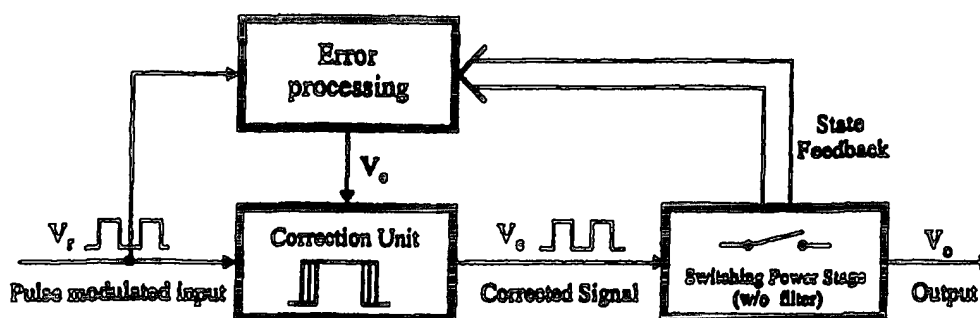 Error
processing
State
Feedback
Ve
Vr
Correction Unit
Vc
Vo
Switching Power Stage
(w/o filter)
Pulse modulated input
Corrected Signal
Output